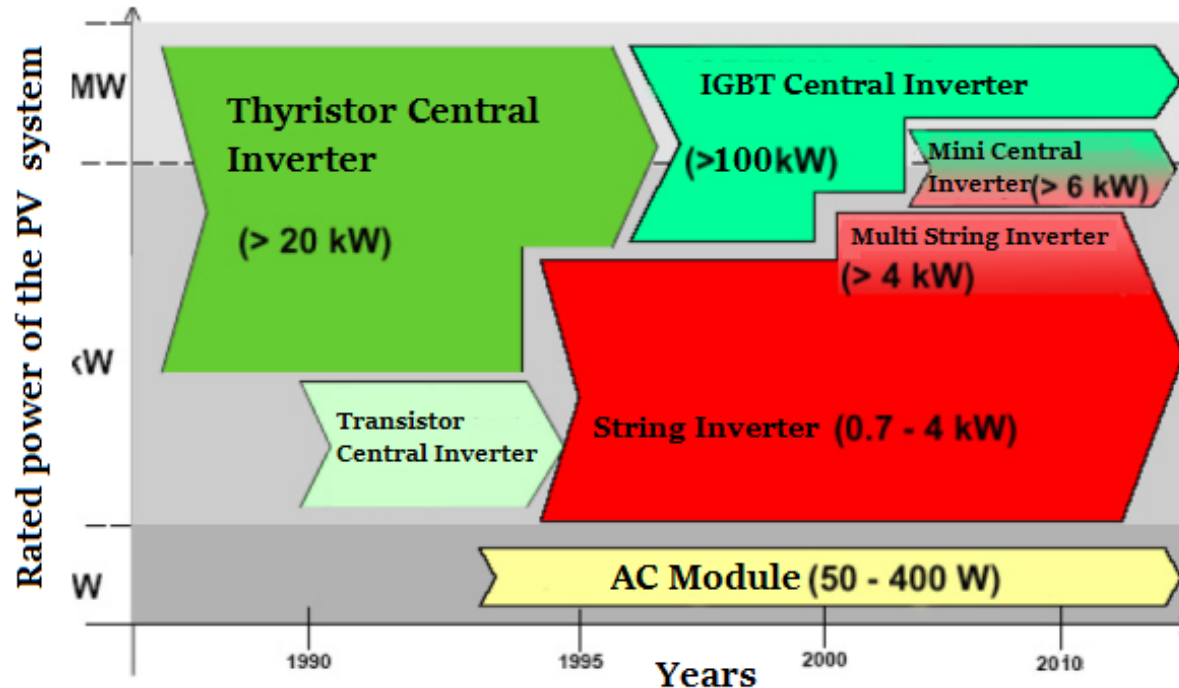 Rated power of the PV system
MW
kW
W
Thyristor Central
Inverter
(> 20 kW)
IGBT Central Inverter
(>100kW)
Mini Central
Inverter(> 6 kW)
Multi String Inverter
(> 4 kW)
Transistor
Central Inverter
String Inverter (0.7 - 4 kW)
AC Module (50 - 400 W)
1990
1995
2000
2010
Years